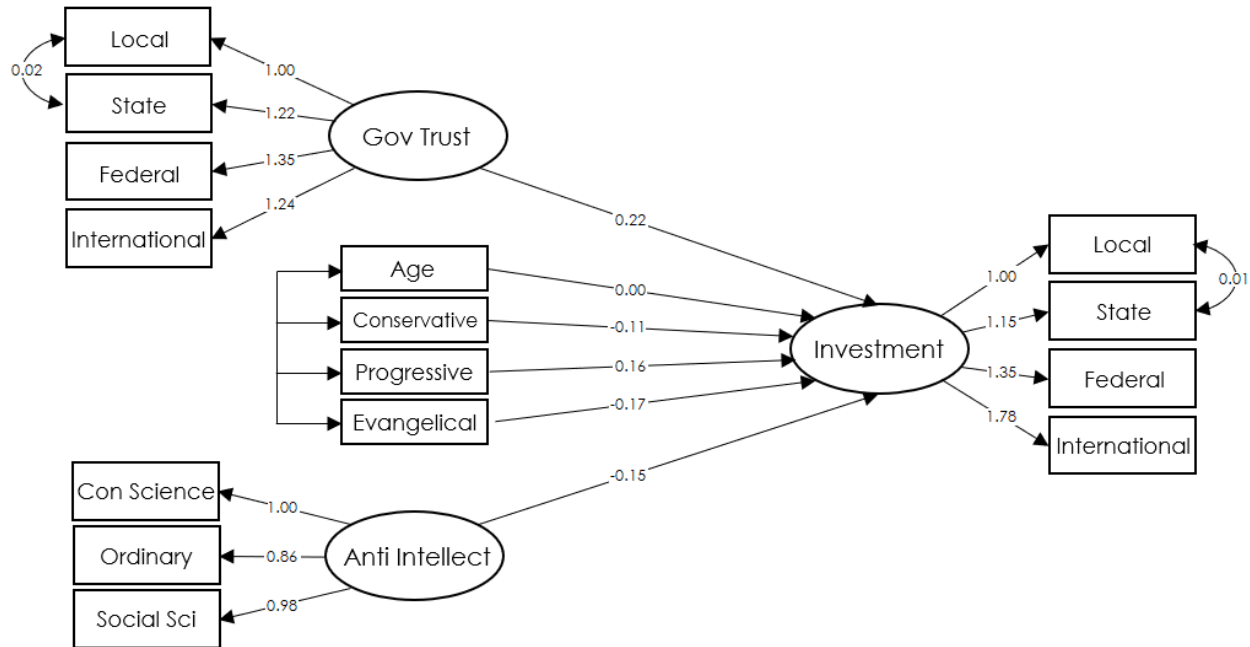 Local
0.02
1.00
State
1.22
Gov Trust
Federal
1.35
1.24
International
0.22
Age
0.00
Conservative
-0.11
Progressive
0.16
Evangelical
-0.17
Investment
1.00
Local
0.01
State
1.15
1.35
Federal
1.78
International
-0.15
Con Science
1.00
Ordinary
0.86
Anti Intellect
Social Sci
0.98